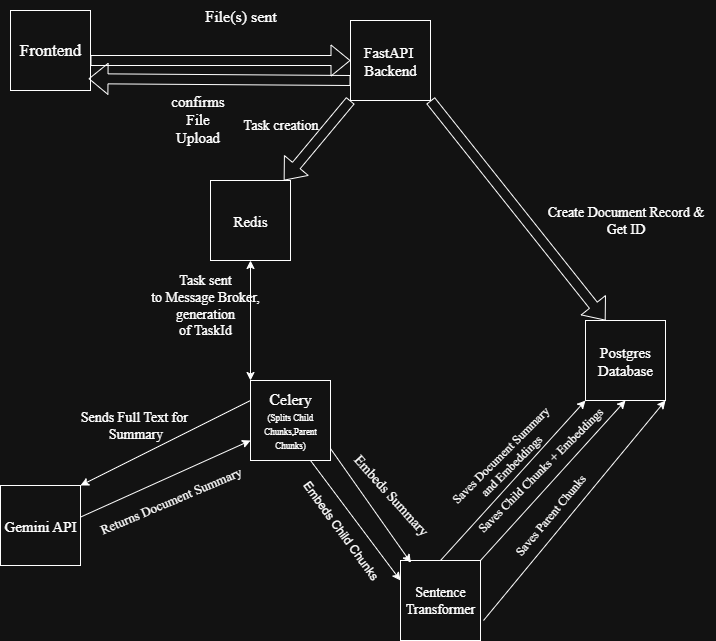 File(s) sent
Frontend
FastAPI
Backend
confirms
File
Upload
Task creation
Redis
Create Document Record &
Get ID
Task sent
to Message Broker,
generation
of TaskId
Postgres
Database
Celery
(Splits Child
Chunks,Parent
Chunks)
Sends Full Text for
Summary
Returns Document Summary
Gemini API
Embeds Summary
Embeds Child Chunks
Saves Document Summary
and Embeddings
Saves Child Chunks + Embeddings
Saves Parent Chunks
Sentence
Transformer